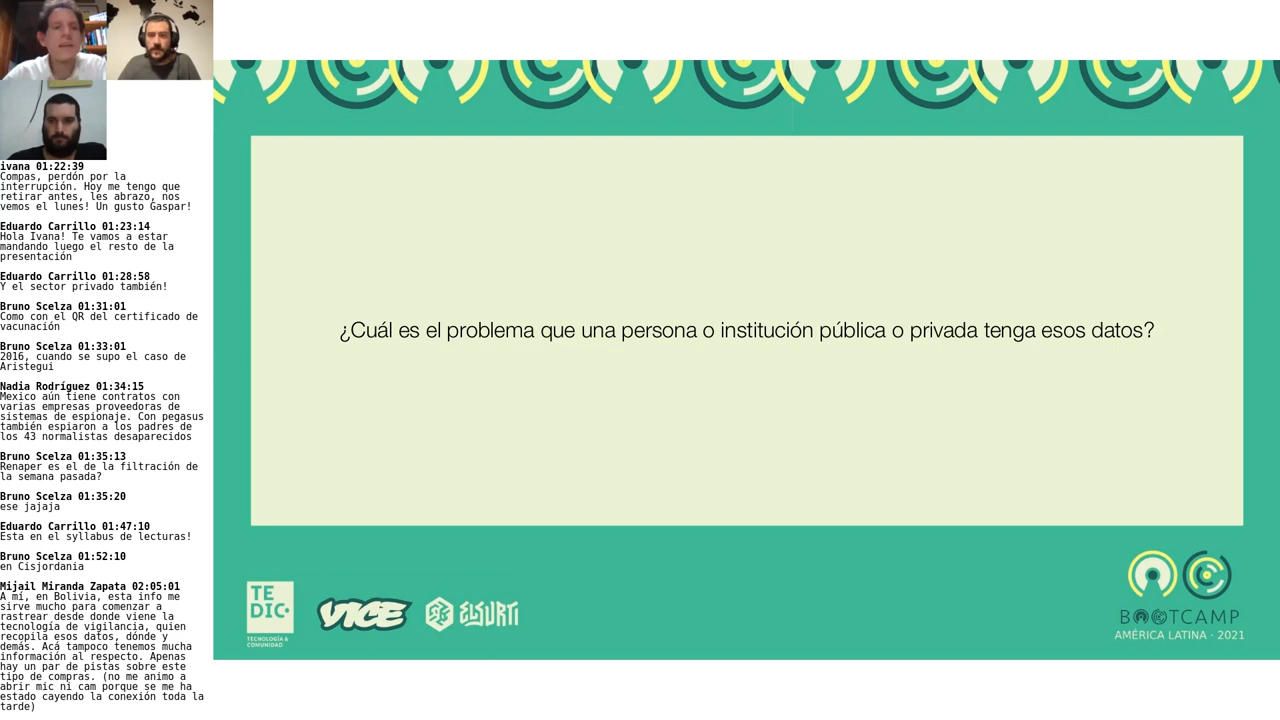 ivana 01:22:39
Compas, perdón por la
interrupción. Hoy me tengo que
retirar antes, les abrazo, nos
vemos el lunes! Un gusto Gaspar!
Eduardo Carrillo 01:23:14
Hola Ivana! Te vamos a estar
mandando luego el resto de la
presentación
Eduardo Carrillo 01:28:58
Y el sector privado también!
Bruno Scelza 01:31:01
Como con el QR del certificado de
vacunación
Bruno Scelza 01:33:01
2016, cuando se supo el caso de
Aristegui
Nadia Rodríguez 01:34:15
Mexico aún tiene contratos con
varias empresas proveedoras de
sistemas de espionaje. Con pegasus
también espiaron a los padres de
los 43 normalistas desaparecidos
Bruno Scelza 01:35:13
Renaper es el de la filtración de
la semana pasada?
Bruno Scelza 01:35:20
ese jajaja
Eduardo Carrillo 01:47:10
Esta en el syllabus de lecturas!
Bruno Scelza 01:52:10
en Cisjordania
Mijail Miranda Zapata 02:05:01
A mí, en Bolivia, esta info me
sirve mucho para comenzar a
rastrear desde donde viene la
tecnología de vigilancia, quien
recopila esos datos, dónde y
demás. Acá tampoco tenemos mucha
información al respecto. Apenas
hay un par de pistas sobre este
tipo de compras. (no me animo a
abrir mic ni cam porque se me ha
estado cayendo la conexión toda la
tarde)
¿Cuál es el problema que una persona o institución pública o privada tenga esos datos?
TE
DIC
TECNOLOGÍA &
COMUNIDAD
VICE
ELSURTI
BOOTCAMP
AMÉRICA LATINA · 2021